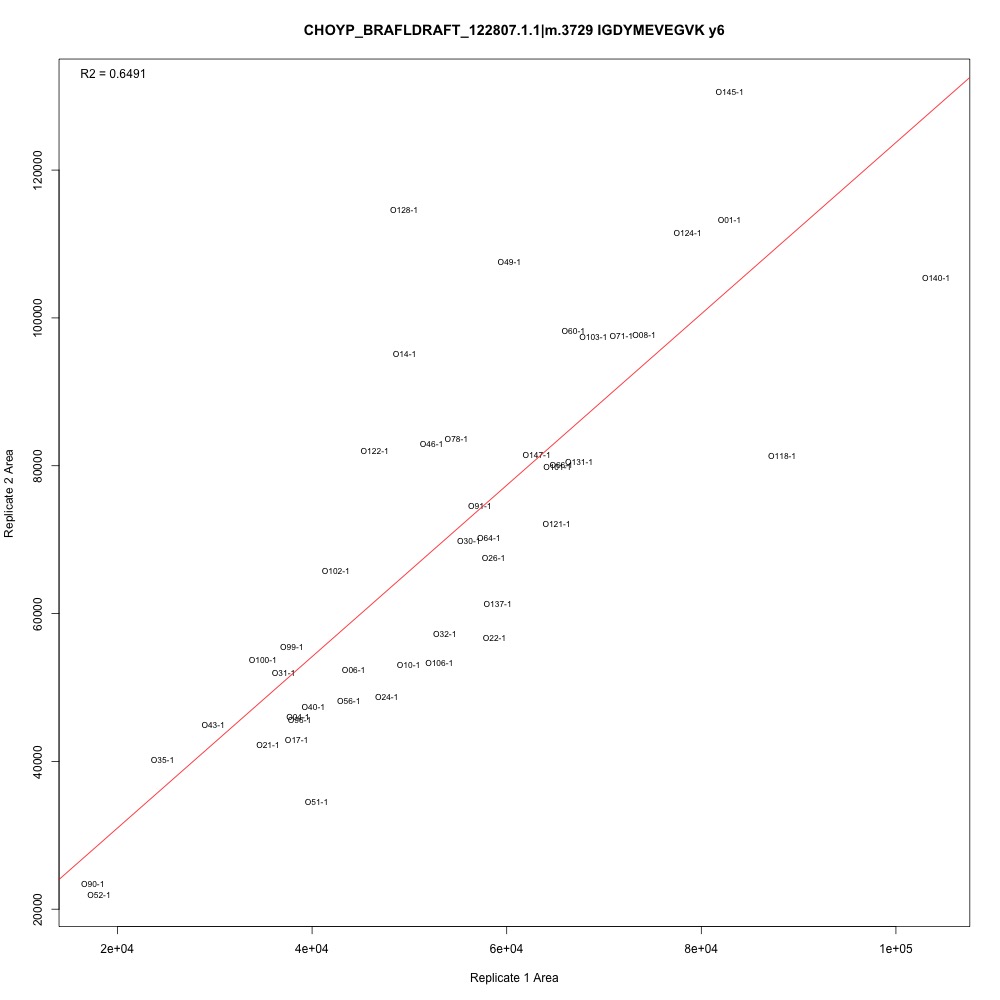 CHOYP_BRAFLDRAFT_122807.1.1|m.3729 IGDYMEVEGVK y6
R2 = 0.6491
O145-1
O128-1
O01-1
O124-1
O49-1
O140-1
O60-1
O103-1
O71-1
O08-1
O14-1
O78-1
O46-1
O122-1
O147-1
O118-1
O131-1
O91-1
O121-1
O64-1
O30-1
O26-1
O102-1
O137-1
O32-1
O22-1
O99-1
O100-1
O106-1
O10-1
O06-1
O31-1
O24-1
O56-1
O40-1
O43-1
O17-1
O21-1
O35-1
O51-1
O90-1
O52-1
20000
40000
60000
80000
100000
120000
Replicate 2 Area
2e+04
4e+04
6e+04
8e+04
1e+05
Replicate 1 Area